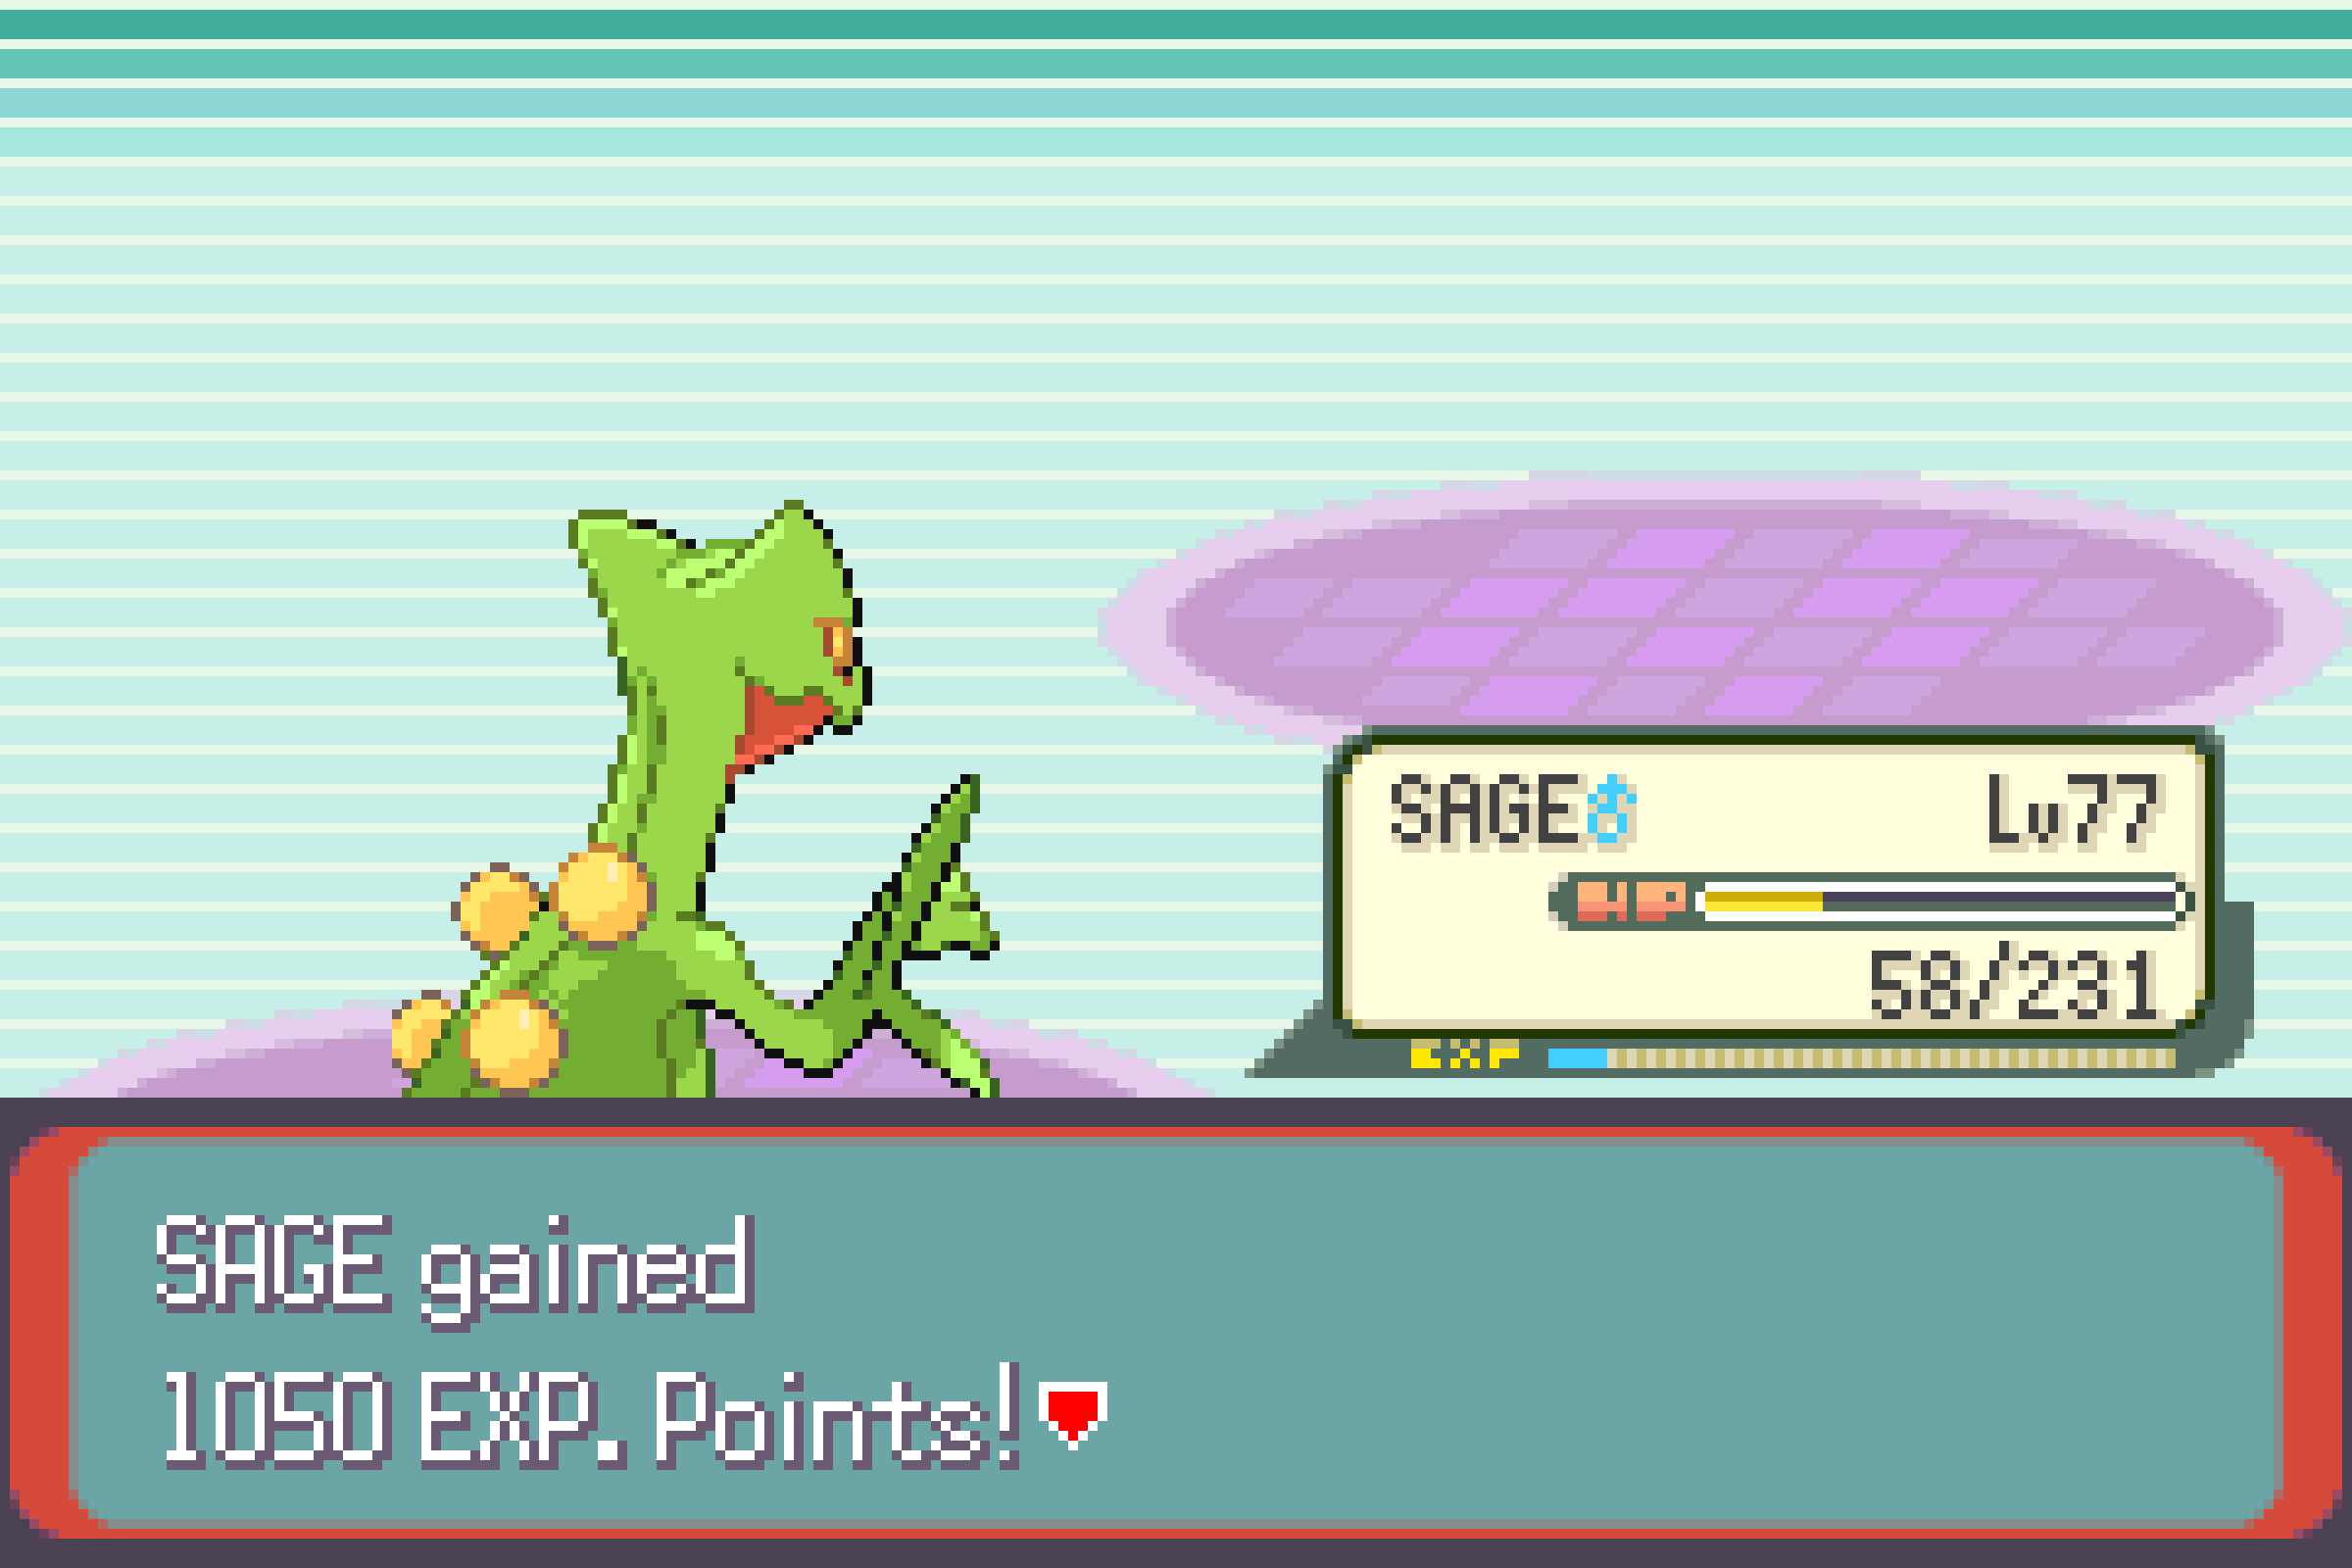 SAGE♂ Lv77
HP
58/231
EXP
SAGE gained
1050 EXP. Points!